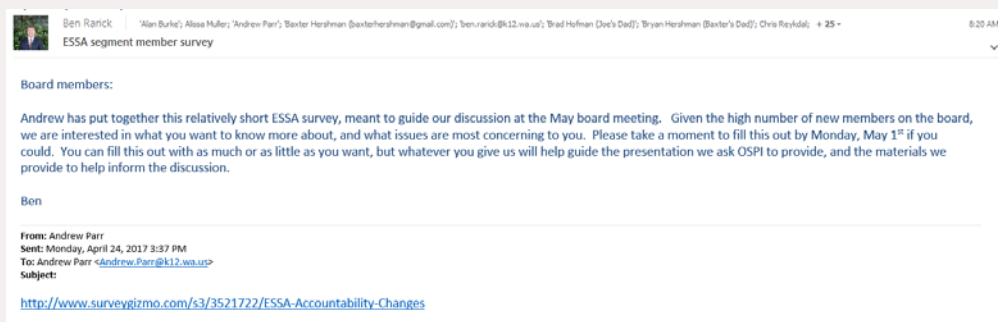 Ben Rarick 'Alan Burke'; Alissa Muller; 'Andrew Parr'; 'Baxter Hershman (baxterhershman@gmail.com)'; 'ben.rarick@k12.wa.us'; 'Brad Hofman (Joe's Dad)'; 'Bryan Hershman (Baxter's Dad)'; Chris Reykdal; + 25 8:20 AM
ESSA segment member survey
Board members:
Andrew has put together this relatively short ESSA survey, meant to guide our discussion at the May board meeting. Given the high number of new members on the board,
we are interested in what you want to know more about, and what issues are most concerning to you. Please take a moment to fill this out by Monday, May 1st if you
could. You can fill this out with as much or as little as you want, but whatever you give us will help guide the presentation we ask OSPI to provide, and the materials we
provide to help inform the discussion.
Ben
From: Andrew Parr
Sent: Monday, April 24, 2017 3:37 PM
To: Andrew Parr <Andrew.Parr@k12.wa.us>
Subject:
http://www.surveygizmo.com/s3/3521722/ESSA-Accountability-Changes